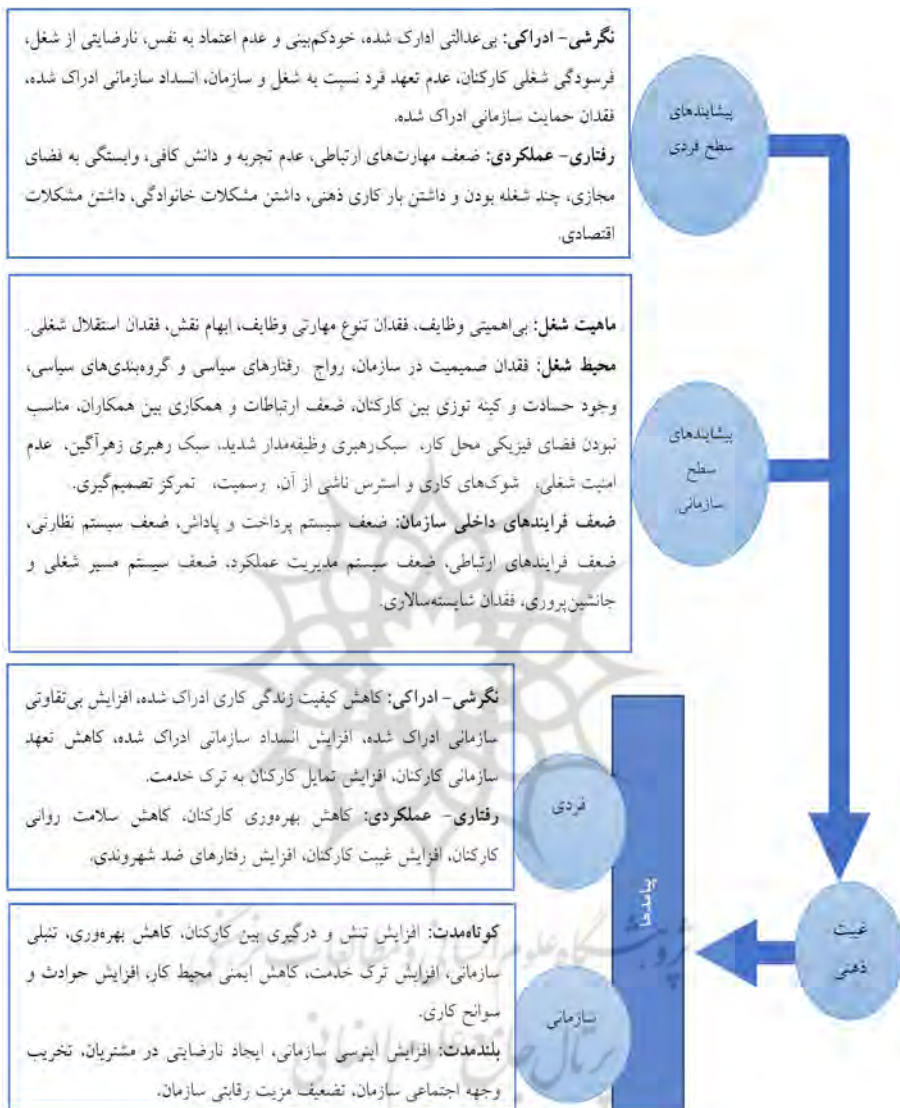 نگرشی- ادراکی: بی‌عدالتی ادارک شده، خودکم‌بینی و عدم اعتماد به نفس، نارضایتی از شغل،
فرسودگی شغلی کارکنان، عدم تعهد فرد نسبت به شغل و سازمان، انسداد سازمانی ادراک شده،
فقدان حمایت سازمانی ادراک شده.
رفتاری- عملکردی: ضعف مهارت‌های ارتباطی، عدم تجربه و دانش کافی، وابستگی به فضای
مجازی، چند شغله بودن و داشتن بار کاری ذهنی، داشتن مشکلات خانوادگی، داشتن مشکلات
اقتصادی.
پیشایندهای
سطح فردی
ماهیت شغل: بی‌اهمیتی وظایف، فقدان تنوع مهارتی وظایف، ابهام نقش، فقدان استقلال شغلی.
محیط شغل: فقدان صمیمیت در سازمان، رواج رفتارهای سیاسی و گروه‌بندی‌های سیاسی،
وجود حسادت و کینه توزی بین کارکنان، ضعف ارتباطات و همکاری بین همکاران، مناسب
نبودن فضای فیزیکی محل کار، سبک‌رهبری وظیفه‌مدار شدید، سبک رهبری زهرآگین، عدم
امنیت شغلی، شوک‌های کاری و استرس ناشی از آن، رسمیت، تمرکز تصمیم‌گیری.
ضعف فرایندهای داخلی سازمان: ضعف سیستم پرداخت و پاداش، ضعف سیستم نظارتی،
ضعف فرایندهای ارتباطی، ضعف سیستم مدیریت عملکرد، ضعف سیستم مسیر شغلی و
جانشین‌پروری، فقدان شایسته‌سالاری.
پیشایندهای
سطح
سازمانی
نگرشی- ادراکی: کاهش کیفیت زندگی کاری ادراک شده، افزایش بی‌تفاوتی
سازمانی ادراک شده، افزایش انسداد سازمانی ادراک شده، کاهش تعهد
سازمانی کارکنان، افزایش تمایل کارکنان به ترک خدمت.
رفتاری- عملکردی: کاهش بهره‌وری کارکنان، کاهش سلامت روانی
کارکنان، افزایش غیبت کارکنان، افزایش رفتارهای ضد شهروندی.
فردی
پیامدها
غیبت
ذهنی
کوتاه‌مدت: افزایش تنش و درگیری بین کارکنان، کاهش بهره‌وری، تنبلی
سازمانی، افزایش ترک خدمت، کاهش ایمنی محیط کار، افزایش حوادث و
سوانح کاری.
بلندمدت: افزایش اینرسی سازمانی، ایجاد نارضایتی در مشتریان، تخریب
وجهه اجتماعی سازمان، تضعیف مزیت رقابتی سازمان.
سازمانی
پژوهشگاه علوم انسانی و مطالعات فرهنگی
پرتال جامع علوم انسانی